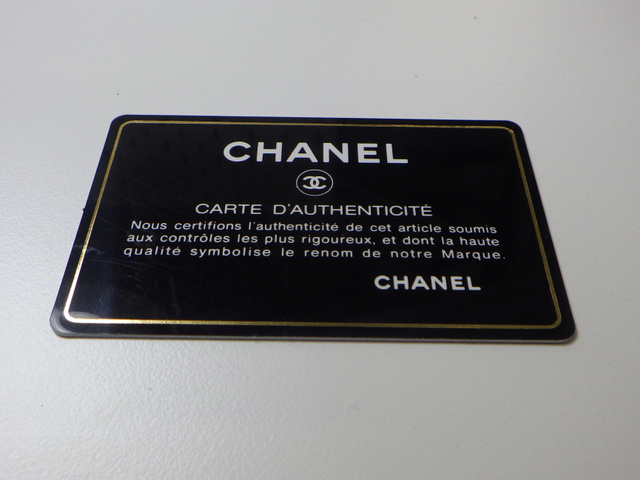 CHANEL
CARTE D'AUTHENTICITÉ
Nous certifions l'authenticité de cet article soumis
aux contrôles les plus rigoureux, et dont la haute
qualité symbolise le renom de notre Marque.
CHANEL